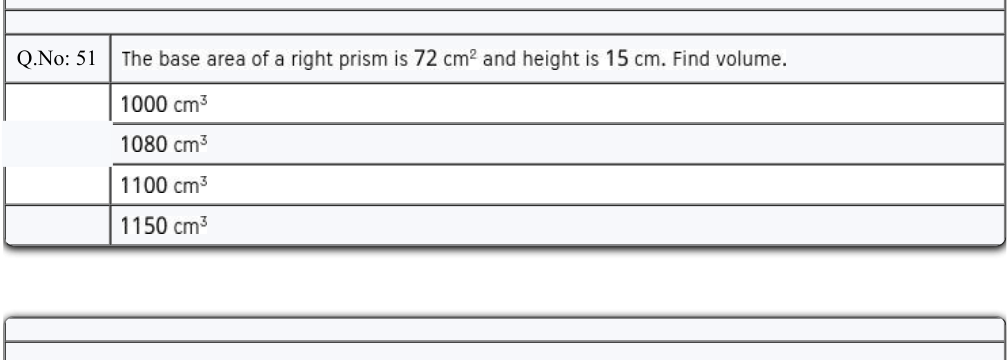 Q.No: 51 The base area of a right prism is 72 cm² and height is 15 cm. Find volume.
1000 cm³
1080 cm³
1100 cm³
1150 cm³